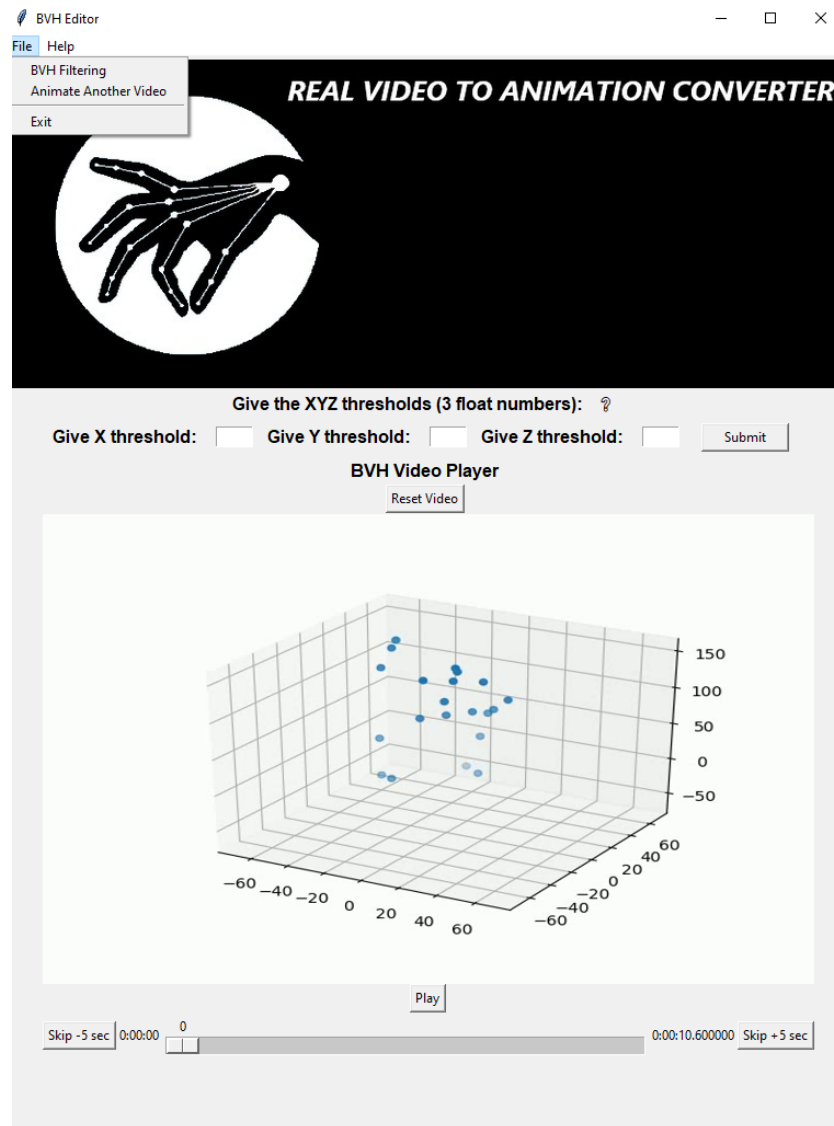 BVH Editor
File Help
BVH Filtering
Animate Another Video
Exit
REAL VIDEO TO ANIMATION CONVERTER
Give the XYZ thresholds (3 float numbers): ?
Give X threshold: Give Y threshold: Give Z threshold: Submit
BVH Video Player
Reset Video
150
100
50
0
−50
60
40
20
0
−20
−40
−60
−60 −40 −20 0 20 40 60
Play
0
Skip -5 sec 0:00:00 0:00:10.600000 Skip +5 sec